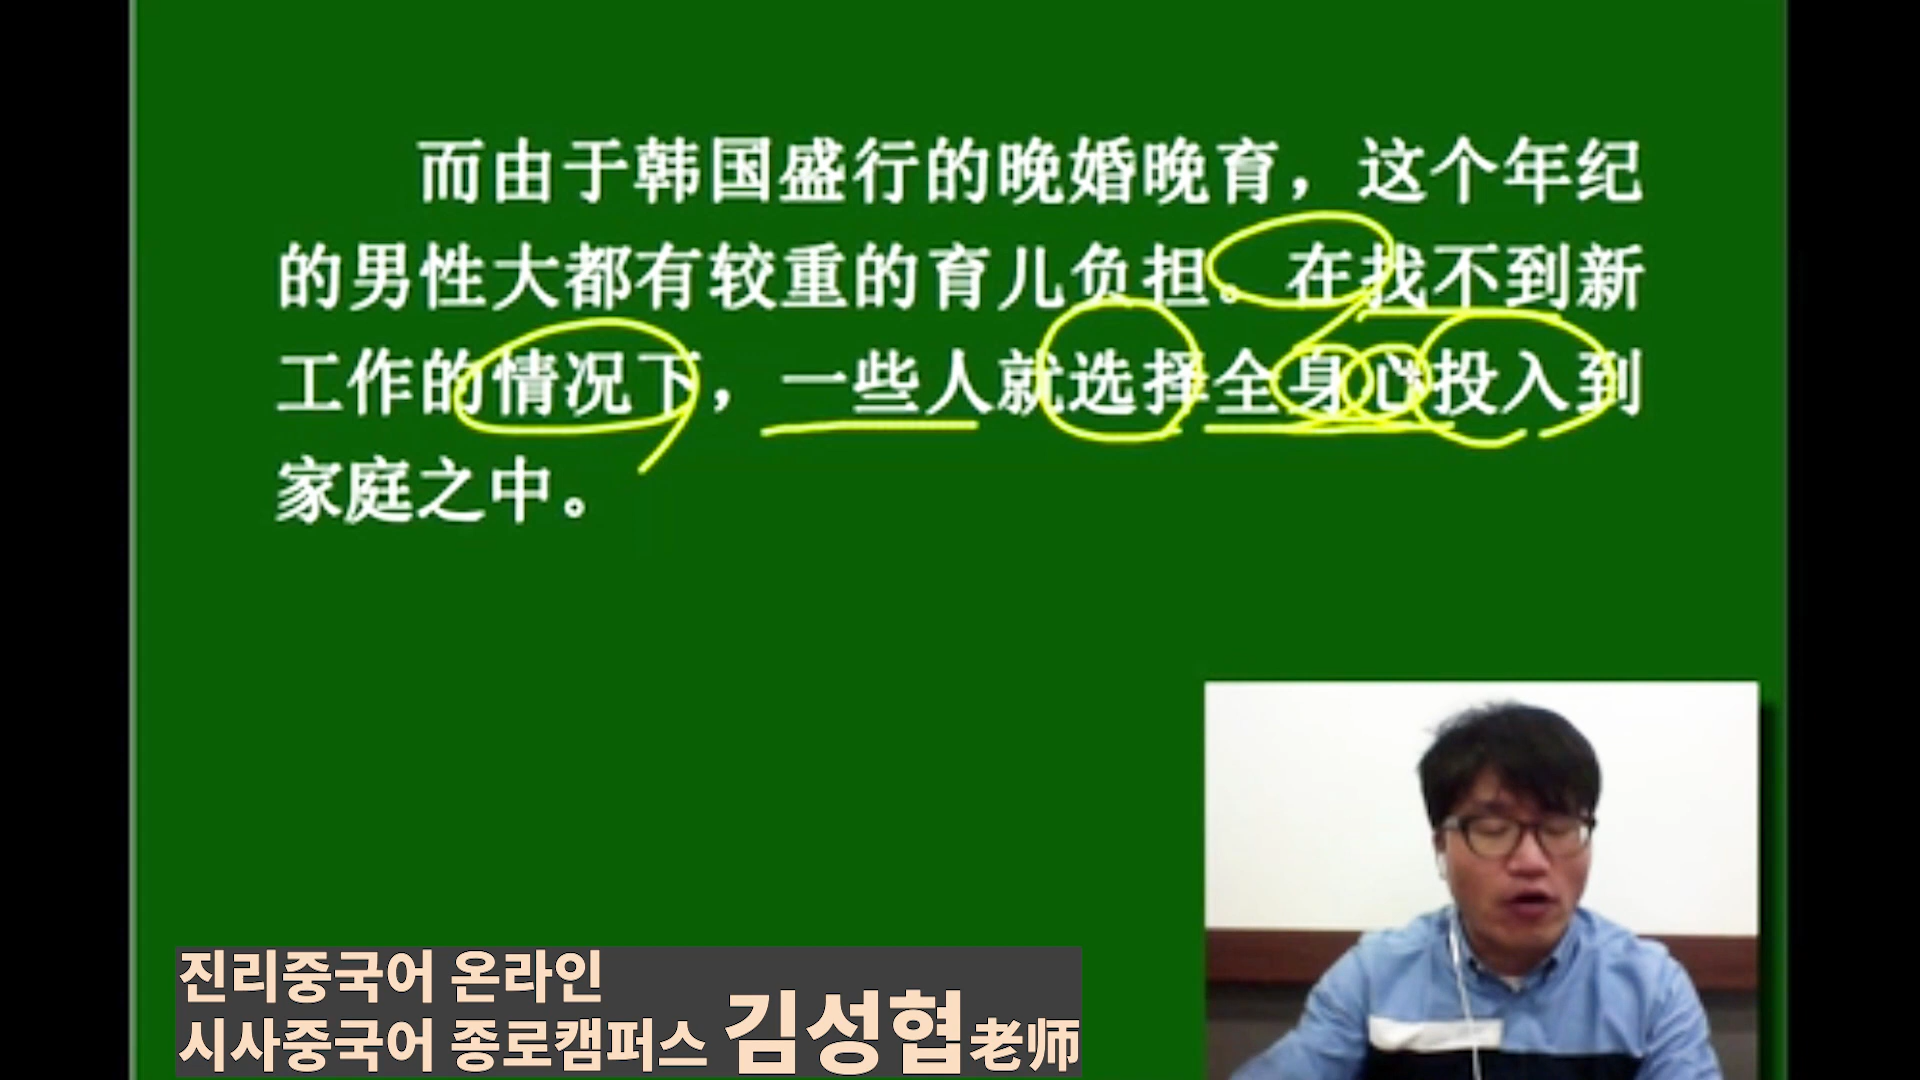 而由于韩国盛行的晚婚晚育，这个年纪
的男性大都有较重的育儿负担。在找不到新
工作的情况下，一些人就选择全身心投入到
家庭之中。
진리중국어 온라인
시사중국어 종로캠퍼스 김성협老师